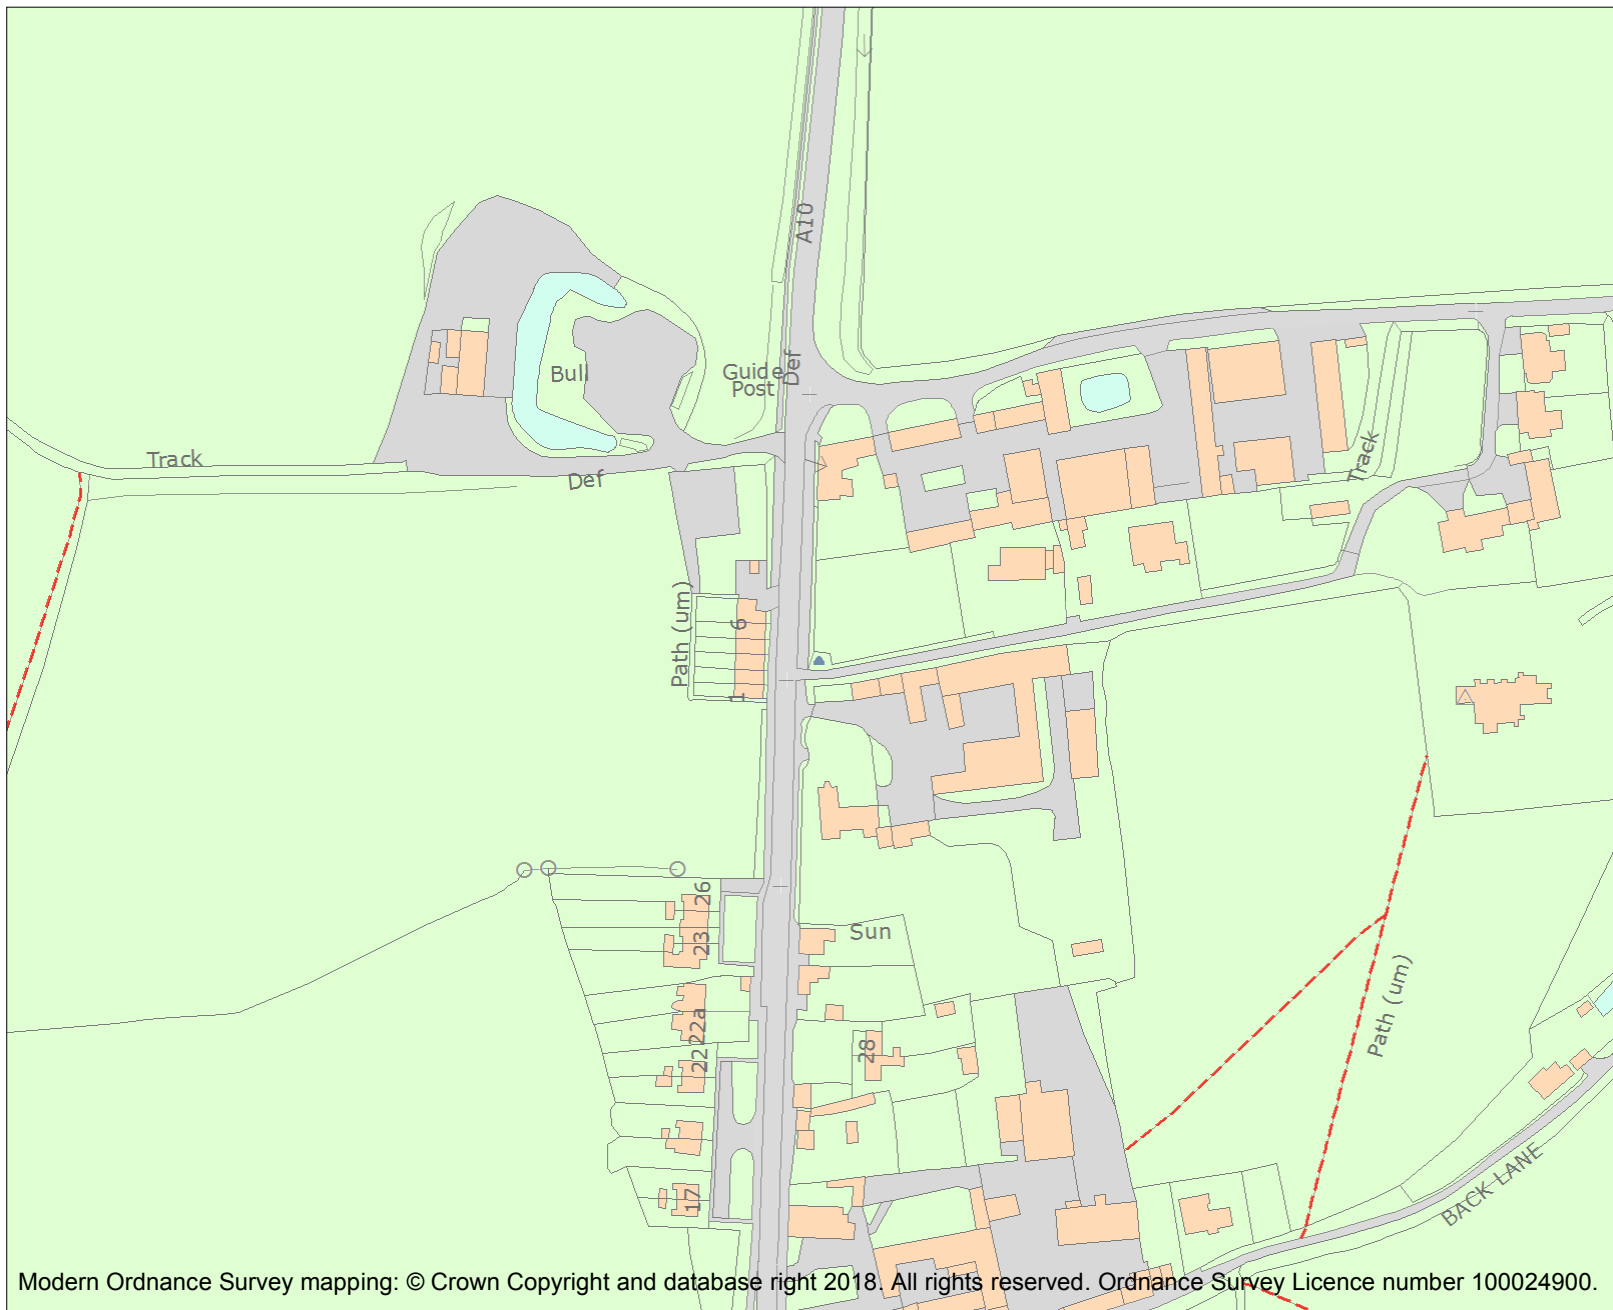 A10
Def
Guide
Post
Bull
Track
Def
Track
Path (um)
6
1
26
23
Sun
22a
22
28
Path (um)
17
BACK LANE
Modern Ordnance Survey mapping: © Crown Copyright and database right 2018. All rights reserved. Ordnance Survey Licence number 100024900.